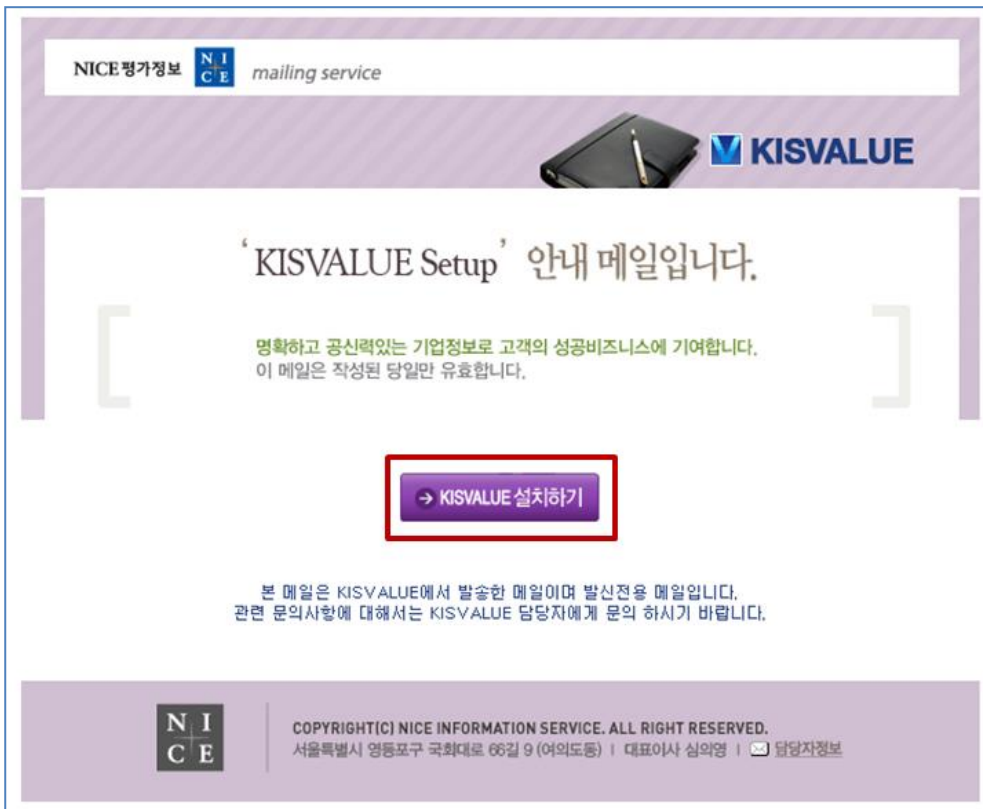 NICE평가정보 NICE mailing service
KISVALUE
'KISVALUE Setup' 안내 메일입니다.
명확하고 공신력있는 기업정보로 고객의 성공비즈니스에 기여합니다.
이 메일은 작성된 당일만 유효합니다.
KISVALUE 설치하기
본 메일은 KISVALUE에서 발송한 메일이며 발신전용 메일입니다.
관련 문의사항에 대해서는 KISVALUE 담당자에게 문의 하시기 바랍니다.
NICE
COPYRIGHT(C) NICE INFORMATION SERVICE. ALL RIGHT RESERVED.
서울특별시 영등포구 국회대로 66길 9 (여의도동) | 대표이사 심의영 | 담당자정보